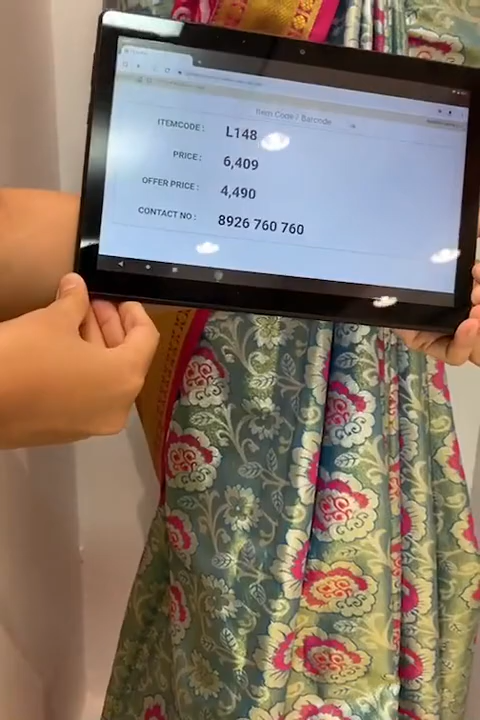 Item Code / Barcode
ITEMCODE : L148
PRICE : 6,409
OFFER PRICE : 4,490
CONTACT NO : 8926 760 760